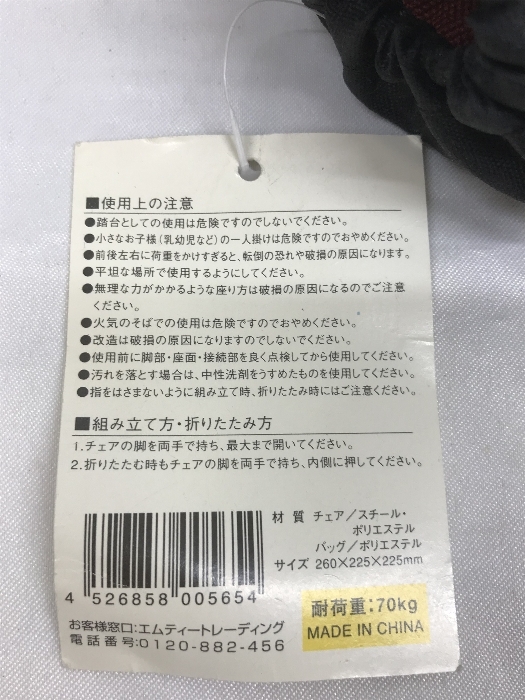 ■使用上の注意
●踏台としての使用は危険ですのでしないでください。
●小さなお子様(乳幼児など)の一人掛けは危険ですのでおやめください。
●前後左右に荷重をかけすぎると、転倒の恐れや破損の原因になります。
●平坦な場所で使用するようにしてください。
●無理な力がかかるような座り方は破損の原因になるのでご注意
ください。
●火気のそばでの使用は危険ですのでおやめください。
●改造は破損の原因になりますのでしないでください。
●使用前に脚部・座面・接続部を良く点検してから使用してください。
●汚れを落とす場合は、中性洗剤をうすめたものを使用してください。
●指をはさまないように組み立て時、折りたたみ時にはご注意ください。
■組み立て方・折りたたみ方
1.チェアの脚を両手で持ち、最大まで開いてください。
2.折りたたむ時もチェアの脚を両手で持ち、内側に押してください。
材 質 チェア/スチール・
ポリエステル
バッグ/ポリエステル
サイズ 260×225×225mm
4 526858 005654
耐荷重:70kg
MADE IN CHINA
お客様窓口:エムティートレーディング
電話番号:0120-882-456